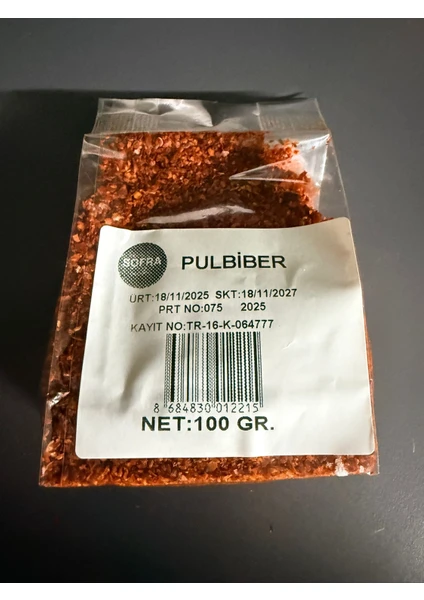 SOFRA
PULBİBER
ÜRT:18/11/2025 SKT:18/11/2027
PRT NO:075 2025
KAYIT NO:TR-16-K-064777
8 684830 012215
NET:100 GR.